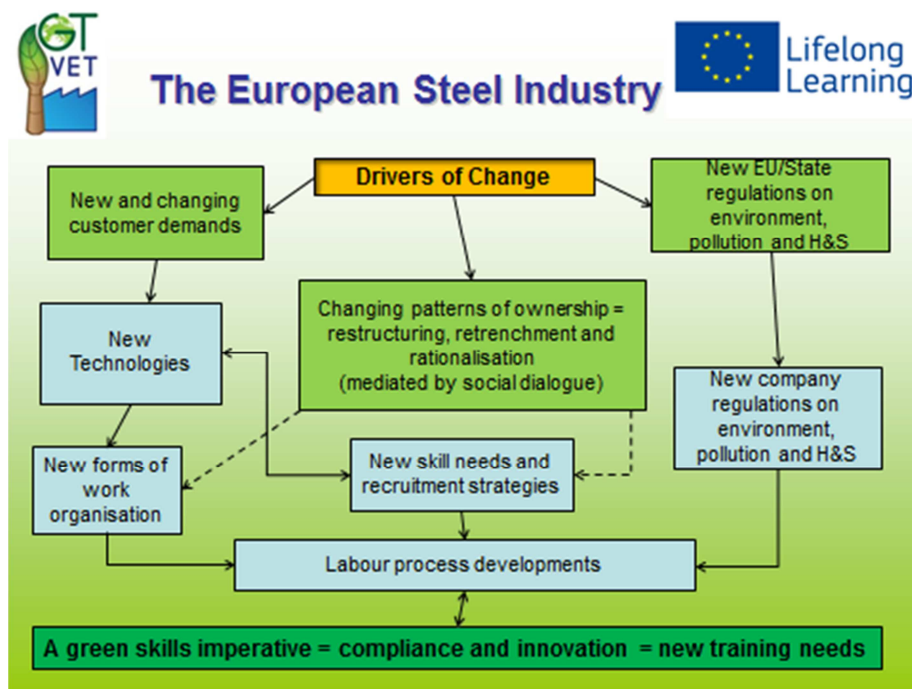 GT
VET
The European Steel Industry
Lifelong
Learning
Drivers of Change
New and changing
customer demands
New EU/State
regulations on
environment,
pollution and H&S
Changing patterns of ownership =
restructuring, retrenchment and
rationalisation
(mediated by social dialogue)
New
Technologies
New company
regulations on
environment,
pollution and H&S
New forms of
work
organisation
New skill needs and
recruitment strategies
Labour process developments
A green skills imperative = compliance and innovation = new training needs